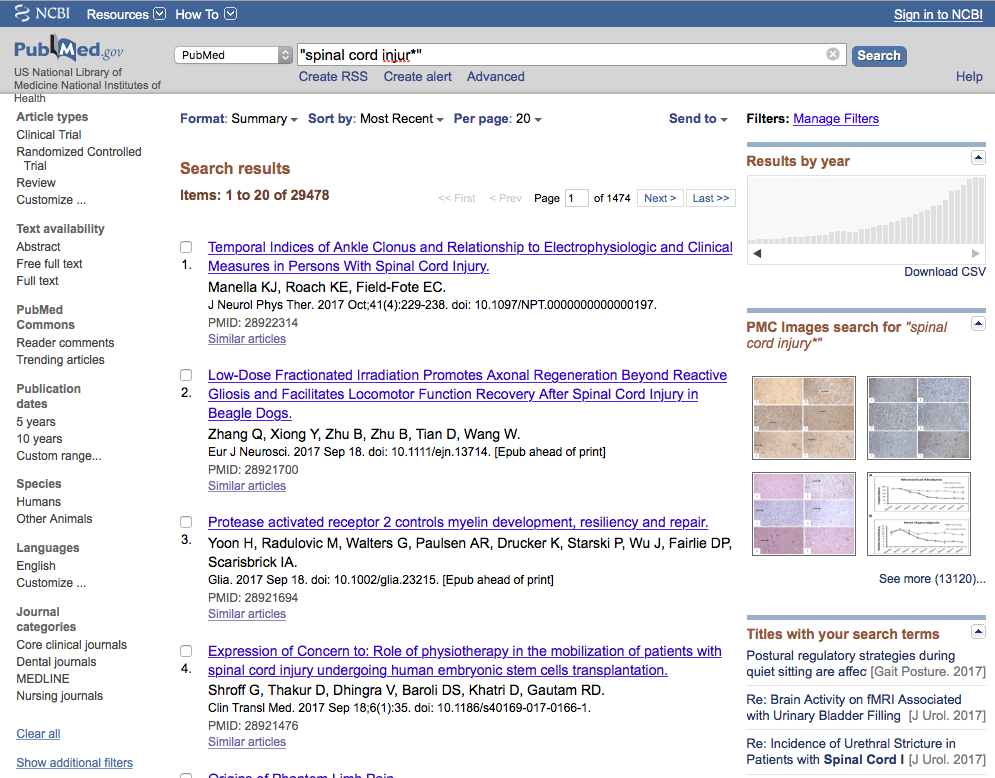 NCBI Resources How To Sign in to NCBI
PubMed.gov
US National Library of
Medicine National Institutes of
Health
PubMed "spinal cord injur*" Search
Create RSS Create alert Advanced
Help
Article types
Clinical Trial
Randomized Controlled
Trial
Review
Customize ...
Text availability
Abstract
Free full text
Full text
PubMed
Commons
Reader comments
Trending articles
Publication
dates
5 years
10 years
Custom range...
Species
Humans
Other Animals
Languages
English
Customize ...
Journal
categories
Core clinical journals
Dental journals
MEDLINE
Nursing journals
Clear all
Show additional filters
Format: Summary Sort by: Most Recent Per page: 20 Send to
Search results
Items: 1 to 20 of 29478
<< First < Prev Page 1 of 1474 Next > Last >>
1. Temporal Indices of Ankle Clonus and Relationship to Electrophysiologic and Clinical
Measures in Persons With Spinal Cord Injury.
Manella KJ, Roach KE, Field-Fote EC.
J Neurol Phys Ther. 2017 Oct;41(4):229-238. doi: 10.1097/NPT.0000000000000197.
PMID: 28922314
Similar articles
2. Low-Dose Fractionated Irradiation Promotes Axonal Regeneration Beyond Reactive
Gliosis and Facilitates Locomotor Function Recovery After Spinal Cord Injury in
Beagle Dogs.
Zhang Q, Xiong Y, Zhu B, Zhu B, Tian D, Wang W.
Eur J Neurosci. 2017 Sep 18. doi: 10.1111/ejn.13714. [Epub ahead of print]
PMID: 28921700
Similar articles
3. Protease activated receptor 2 controls myelin development, resiliency and repair.
Yoon H, Radulovic M, Walters G, Paulsen AR, Drucker K, Starski P, Wu J, Fairlie DP,
Scarisbrick IA.
Glia. 2017 Sep 18. doi: 10.1002/glia.23215. [Epub ahead of print]
PMID: 28921694
Similar articles
4. Expression of Concern to: Role of physiotherapy in the mobilization of patients with
spinal cord injury undergoing human embryonic stem cells transplantation.
Shroff G, Thakur D, Dhingra V, Baroli DS, Khatri D, Gautam RD.
Clin Transl Med. 2017 Sep 18;6(1):35. doi: 10.1186/s40169-017-0166-1.
PMID: 28921476
Similar articles
Origins of Phantom Limb Pain.
Filters: Manage Filters
Results by year
Download CSV
PMC Images search for "spinal
cord injury*"
See more (13120)...
Titles with your search terms
Postural regulatory strategies during
quiet sitting are affec [Gait Posture. 2017]
Re: Brain Activity on fMRI Associated
with Urinary Bladder Filling [J Urol. 2017]
Re: Incidence of Urethral Stricture in
Patients with Spinal Cord I [J Urol. 2017]